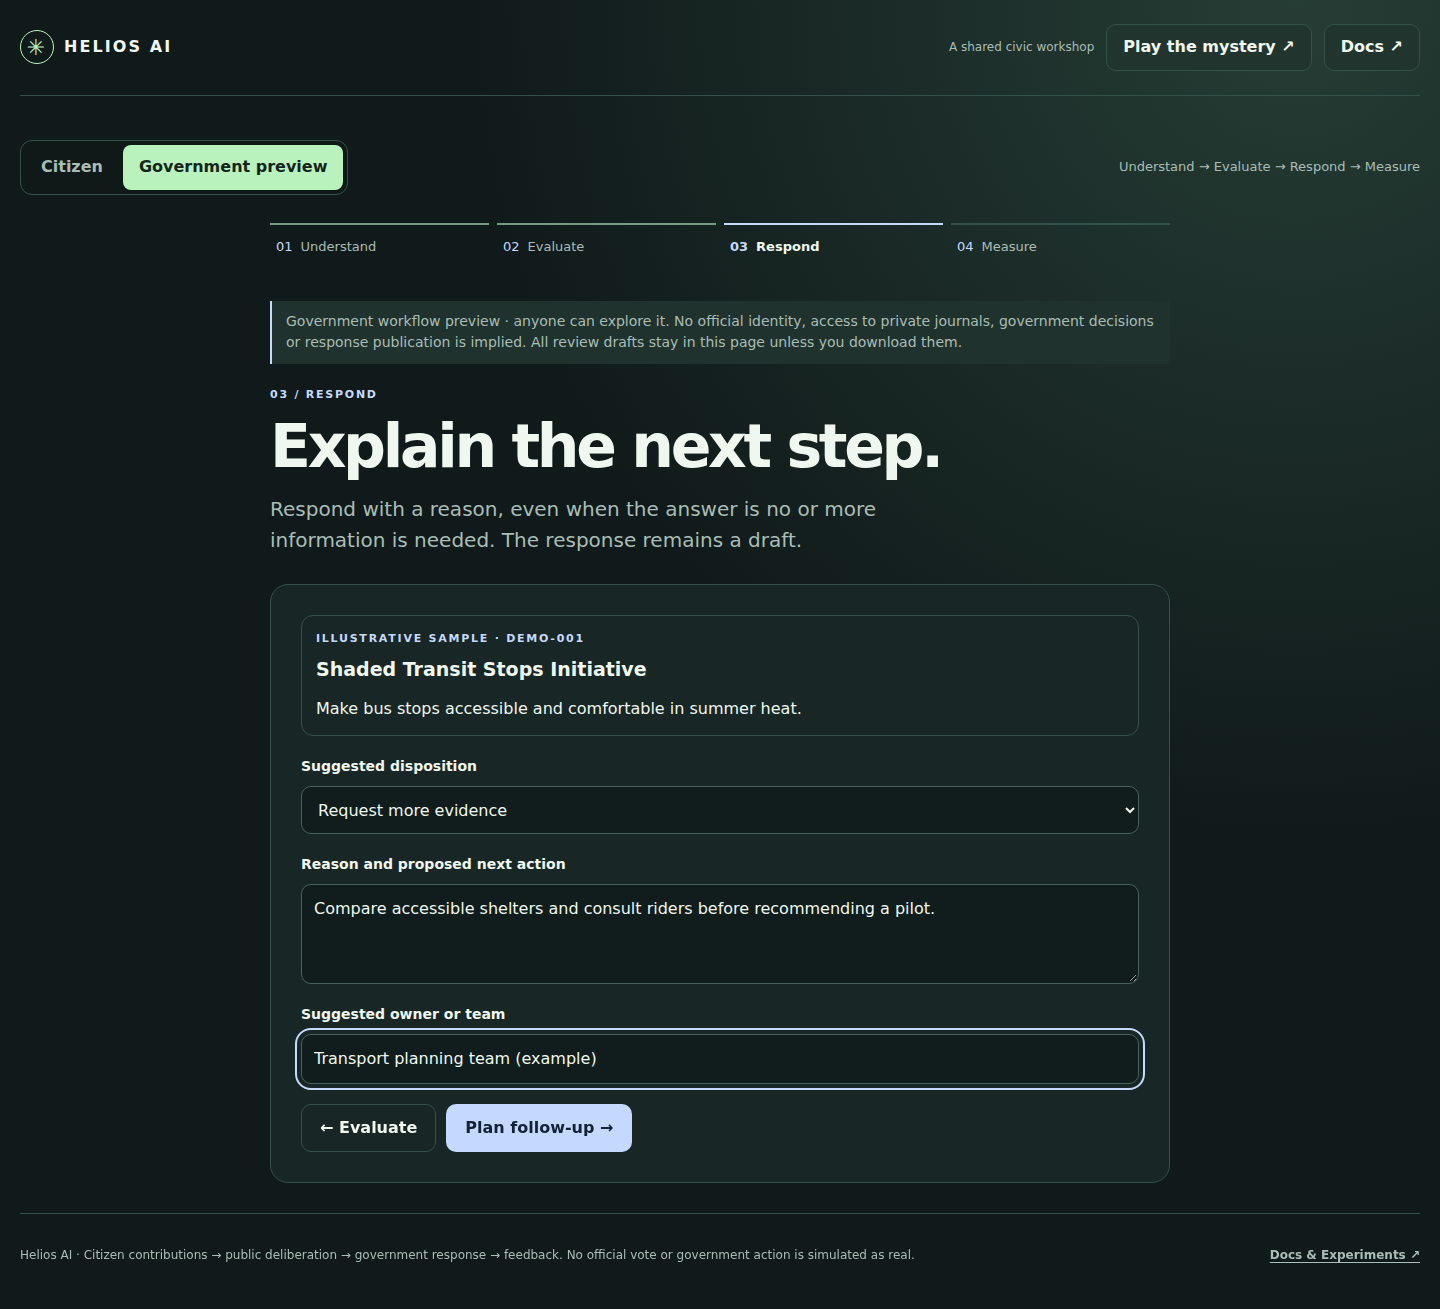 HELIOS AI
A shared civic workshop
Play the mystery ↗
Docs ↗
Citizen
Government preview
Understand → Evaluate → Respond → Measure
01 Understand
02 Evaluate
03 Respond
04 Measure
Government workflow preview · anyone can explore it. No official identity, access to private journals, government decisions
or response publication is implied. All review drafts stay in this page unless you download them.
03 / RESPOND
Explain the next step.
Respond with a reason, even when the answer is no or more
information is needed. The response remains a draft.
ILLUSTRATIVE SAMPLE · DEMO-001
Shaded Transit Stops Initiative
Make bus stops accessible and comfortable in summer heat.
Suggested disposition
Request more evidence
Reason and proposed next action
Compare accessible shelters and consult riders before recommending a pilot.
Suggested owner or team
Transport planning team (example)
← Evaluate
Plan follow-up →
Helios AI · Citizen contributions → public deliberation → government response → feedback. No official vote or government action is simulated as real.
Docs & Experiments ↗